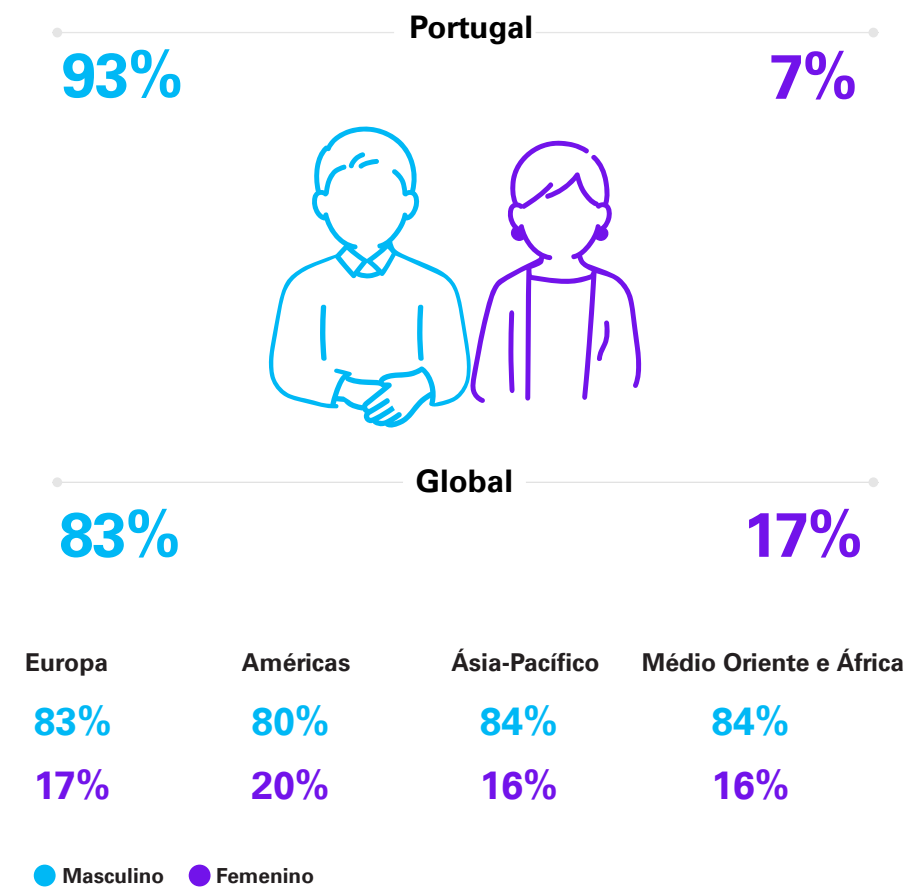 Portugal
93% 7%
Global
83% 17%
Europa Américas Ásia-Pacífico Médio Oriente e África
83% 80% 84% 84%
17% 20% 16% 16%
Masculino Femenino